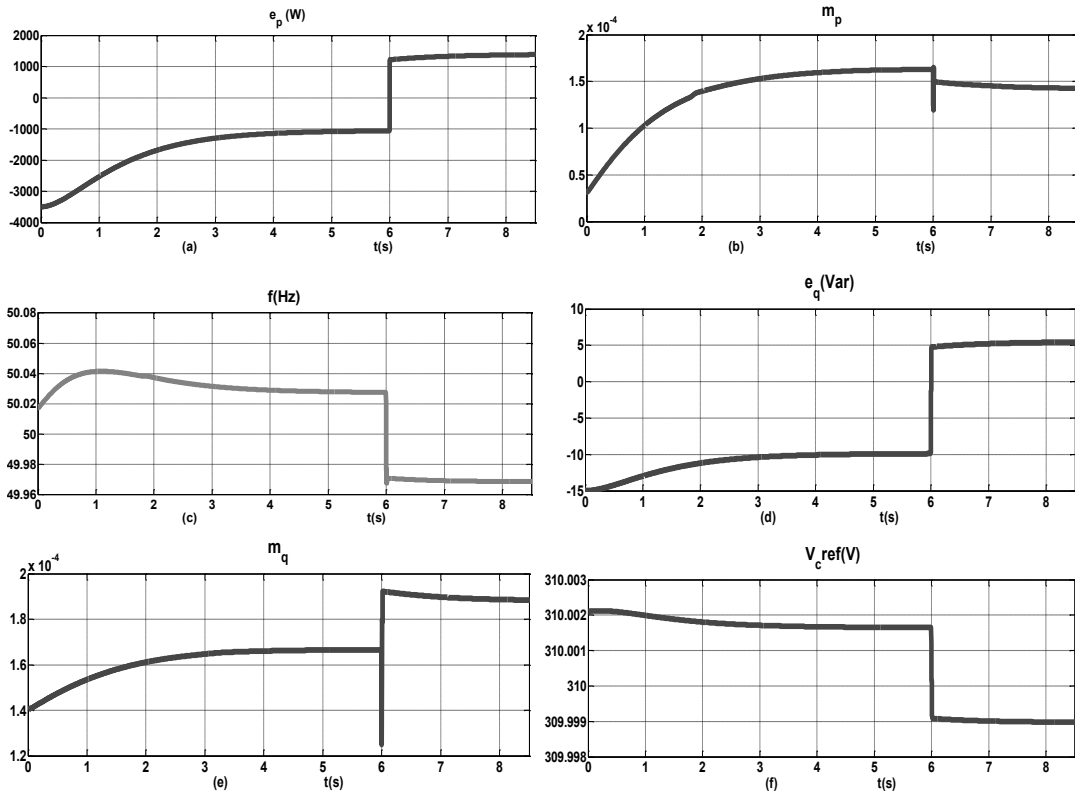 e_p (W)
2000
1000
0
-1000
-2000
-3000
-4000
0 1 2 3 4 5 6 7 8
(a) t(s)
m_p
x 10^-4
2
1.5
1
0.5
0
0 1 2 3 4 5 6 7 8
(b) t(s)
f(Hz)
50.08
50.06
50.04
50.02
50
49.98
49.96
0 1 2 3 4 5 6 7 8
(c) t(s)
e_q(Var)
10
5
0
-5
-10
-15
0 1 2 3 4 5 6 7 8
(d) t(s)
m_q
x 10^-4
2
1.8
1.6
1.4
1.2
0 1 2 3 4 5 6 7 8
(e) t(s)
V_cref(V)
310.003
310.002
310.001
310
309.999
309.998
0 1 2 3 4 5 6 7 8
(f) t(s)